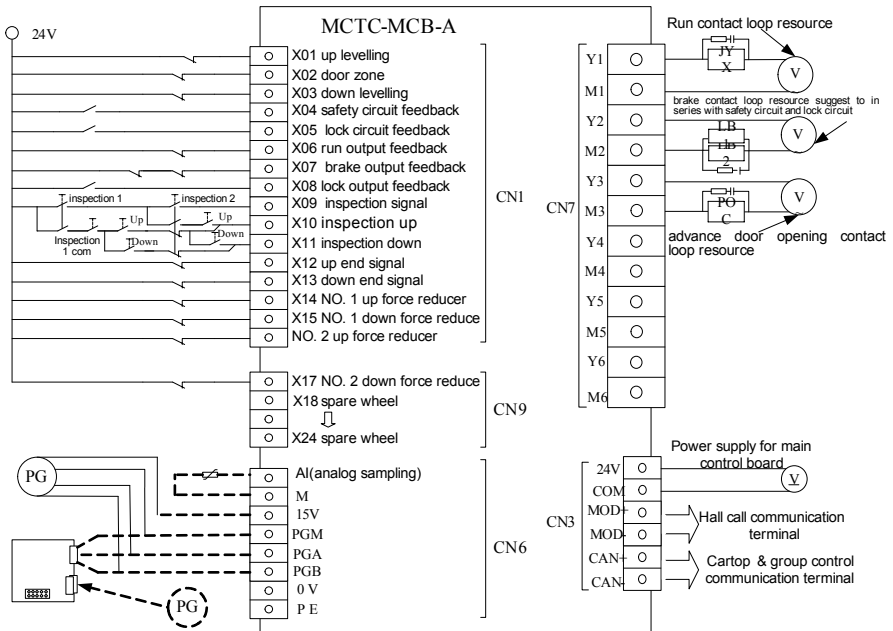 MCTC-MCB-A
24V
X01 up levelling
X02 door zone
X03 down levelling
X04 safety circuit feedback
X05 lock circuit feedback
X06 run output feedback
X07 brake output feedback
X08 lock output feedback
X09 inspection signal
X10 inspection up
X11 inspection down
X12 up end signal
X13 down end signal
X14 NO. 1 up force reducer
X15 NO. 1 down force reduce
NO. 2 up force reducer
CN1
inspection 1
inspection 2
Up
Up
Down
Down
Inspection
1 com
X17 NO. 2 down force reduce
X18 spare wheel
X24 spare wheel
CN9
AI(analog sampling)
M
15V
PGM
PGA
PGB
0 V
P E
CN6
PG
PG
CN7
Y1
M1
Y2
M2
Y3
M3
Y4
M4
Y5
M5
Y6
M6
Run contact loop resource
JY
X
V
brake contact loop resource suggest to in
series with safety circuit and lock circuit
LB
1
LB
2
V
PO
C
V
advance door opening contact
loop resource
Power supply for main
control board
CN3
24V
COM
MOD+
MOD-
CAN+
CAN-
V
Hall call communication
terminal
Cartop & group control
communication terminal